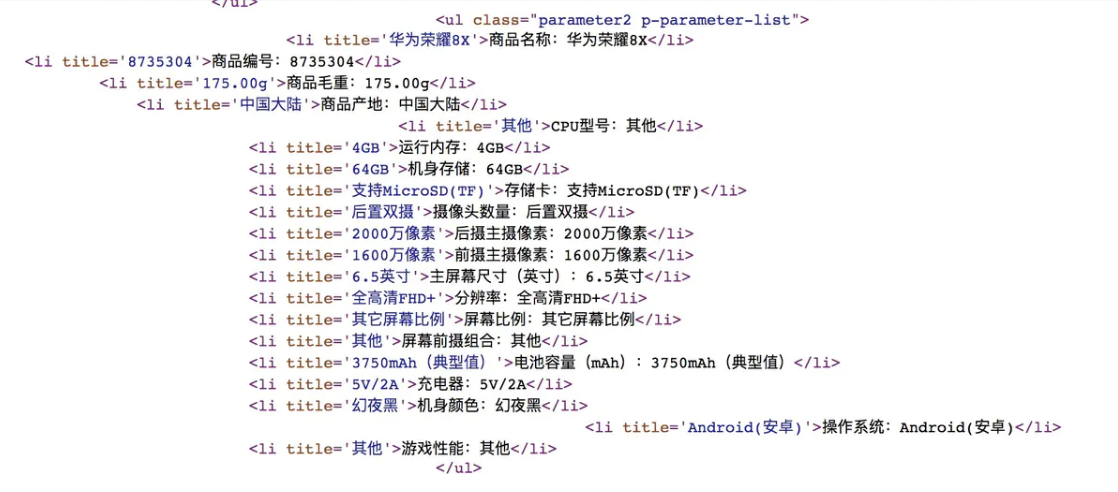 </ul>
<ul class="parameter2 p-parameter-list">
<li title='华为荣耀8X'>商品名称：华为荣耀8X</li>
<li title='8735304'>商品编号：8735304</li>
<li title='175.00g'>商品毛重：175.00g</li>
<li title='中国大陆'>商品产地：中国大陆</li>
<li title='其他'>CPU型号：其他</li>
<li title='4GB'>运行内存：4GB</li>
<li title='64GB'>机身存储：64GB</li>
<li title='支持MicroSD(TF)'>存储卡：支持MicroSD(TF)</li>
<li title='后置双摄'>摄像头数量：后置双摄</li>
<li title='2000万像素'>后摄主摄像素：2000万像素</li>
<li title='1600万像素'>前摄主摄像素：1600万像素</li>
<li title='6.5英寸'>主屏幕尺寸（英寸）：6.5英寸</li>
<li title='全高清FHD+'>分辨率：全高清FHD+</li>
<li title='其它屏幕比例'>屏幕比例：其它屏幕比例</li>
<li title='其他'>屏幕前摄组合：其他</li>
<li title='3750mAh（典型值）'>电池容量（mAh）：3750mAh（典型值）</li>
<li title='5V/2A'>充电器：5V/2A</li>
<li title='幻夜黑'>机身颜色：幻夜黑</li>
<li title='Android(安卓)'>操作系统：Android(安卓)</li>
<li title='其他'>游戏性能：其他</li>
</ul>